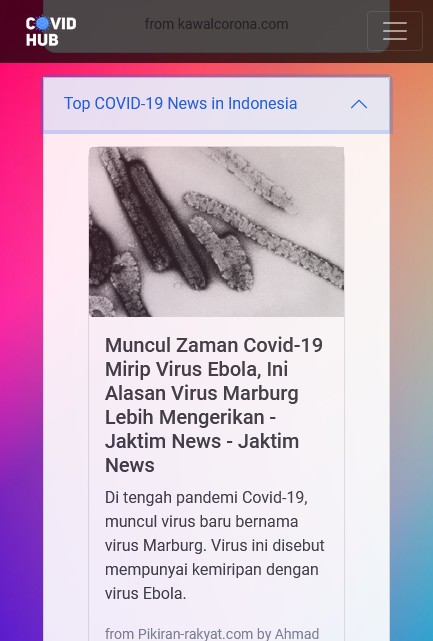 COVID
HUB
from kawalcorona.com
Top COVID-19 News in Indonesia
Muncul Zaman Covid-19
Mirip Virus Ebola, Ini
Alasan Virus Marburg
Lebih Mengerikan -
Jaktim News - Jaktim
News
Di tengah pandemi Covid-19,
muncul virus baru bernama
virus Marburg. Virus ini disebut
mempunyai kemiripan dengan
virus Ebola.
from Pikiran-rakyat.com by Ahmad